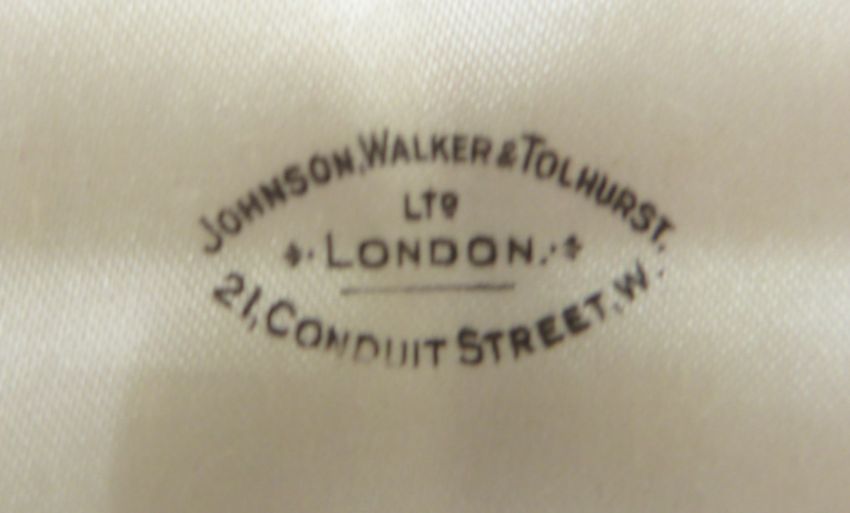 JOHNSON, WALKER & TOLHURST,
LTD
LONDON.
21, CONDUIT STREET, W.